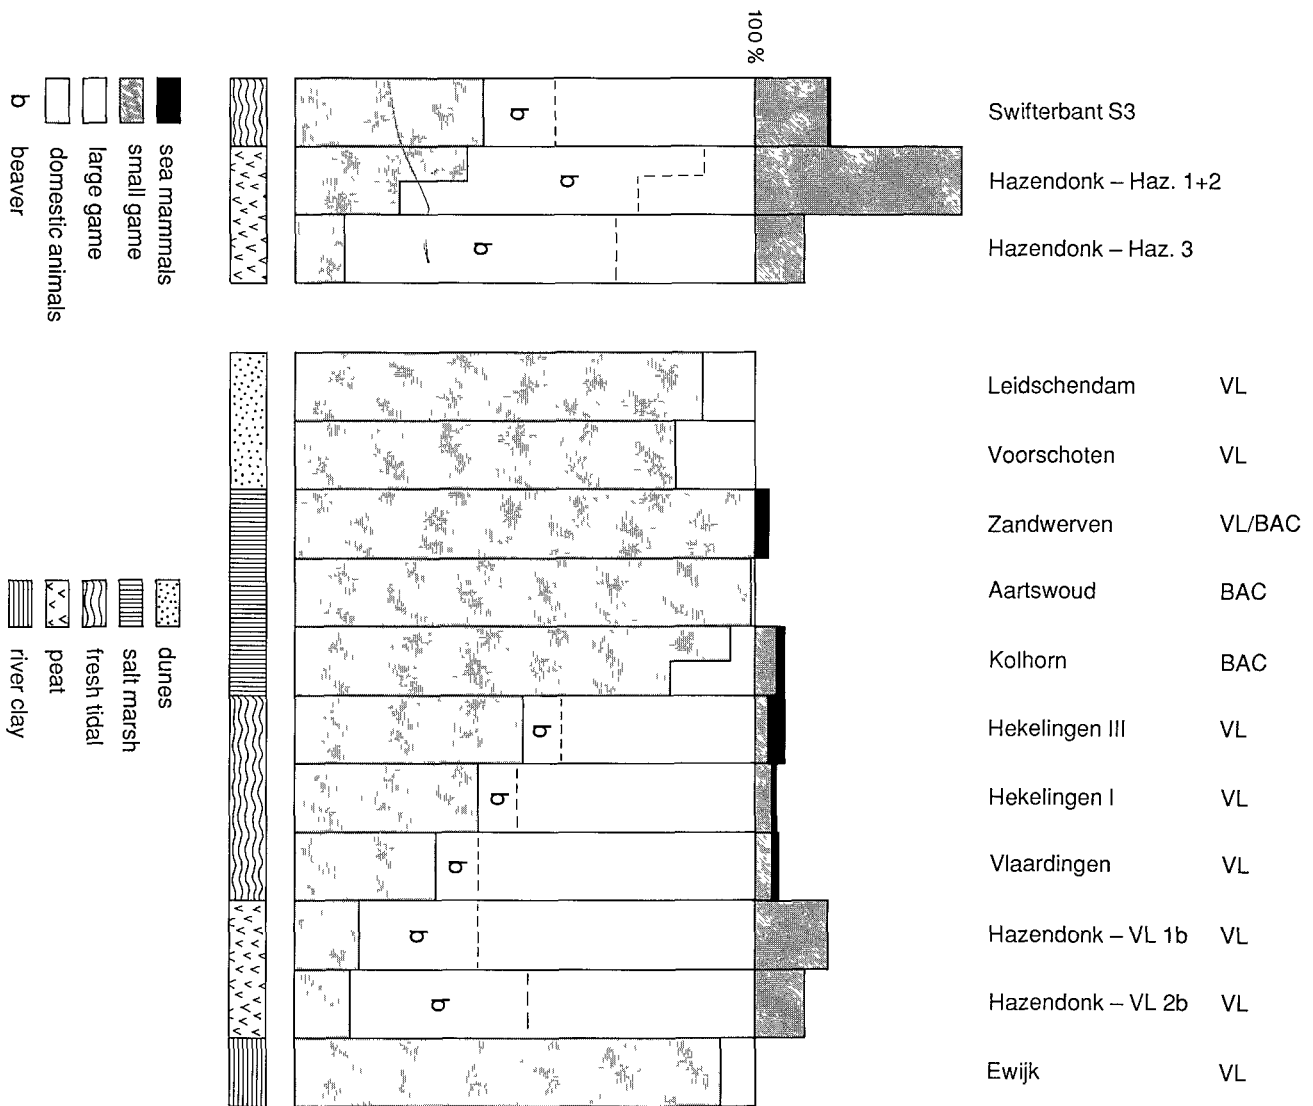 100 %
Swifterbant S3
Hazendonk – Haz. 1+2
Hazendonk – Haz. 3
Leidschendam VL
Voorschoten VL
Zandwerven VL/BAC
Aartswoud BAC
Kolhorn BAC
Hekelingen III VL
Hekelingen I VL
Vlaardingen VL
Hazendonk – VL 1b VL
Hazendonk – VL 2b VL
Ewijk VL
b
b
b
b
b
b
b
b
sea mammals
small game
large game
domestic animals
b beaver
dunes
salt marsh
fresh tidal
peat
river clay